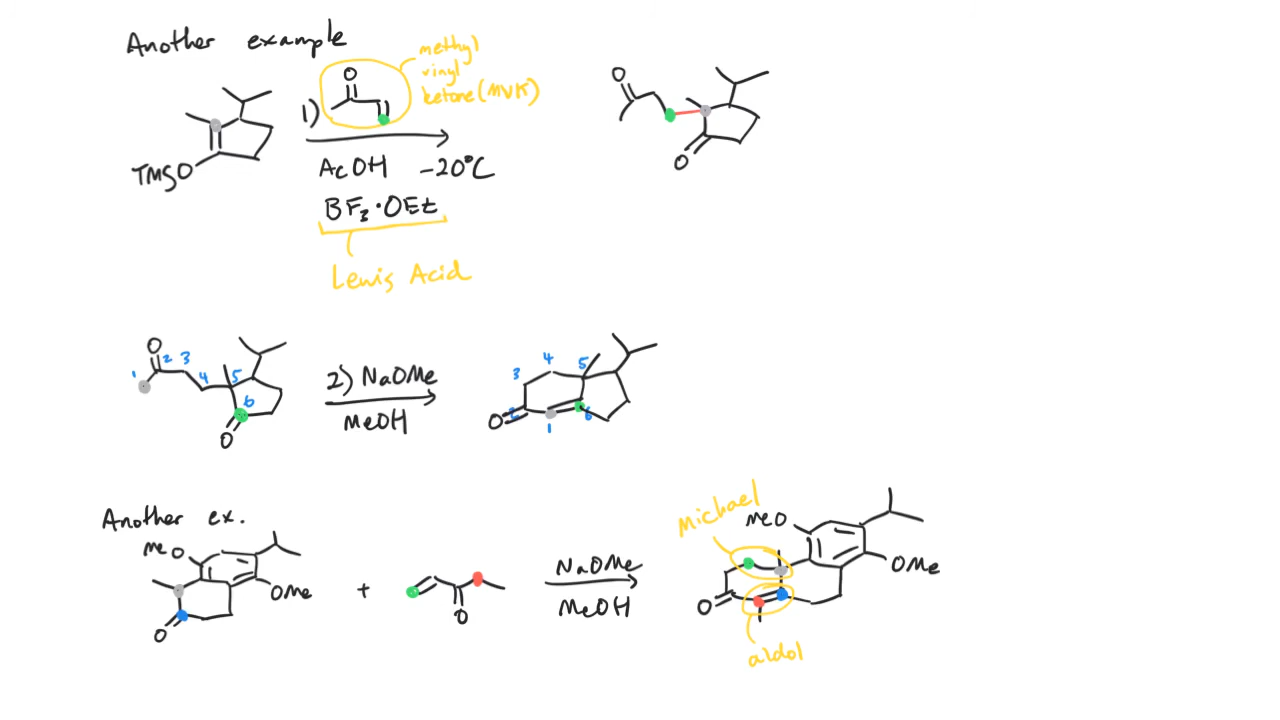 Another example
methyl
vinyl
ketone (MVK)
O
1)
TMSO
AcOH -20°C
BF3·OEt
Lewis Acid
O
O
O
1 2 3 4 5 6
O
2) NaOMe
MeOH
3 4 5
O 2 1 6
Another ex.
MeO
OMe
O
+
O
NaOMe
MeOH
Michael
MeO
OMe
O
aldol